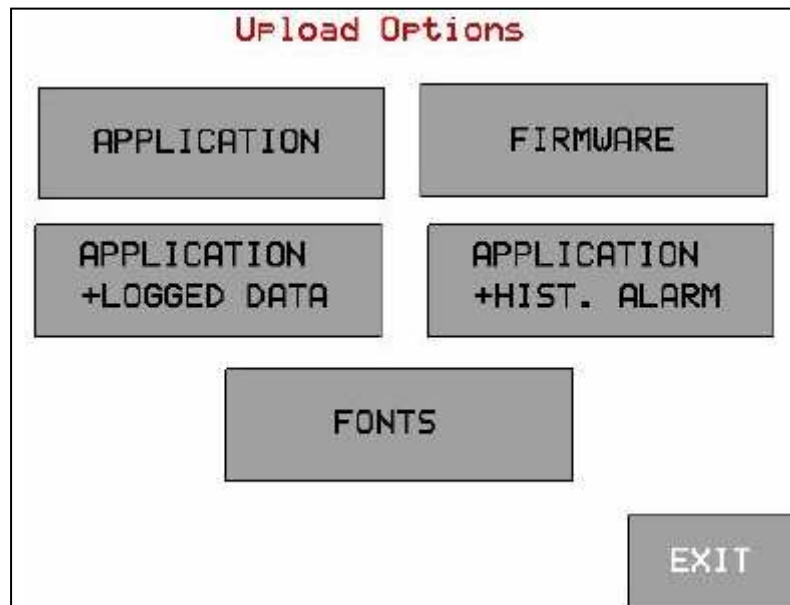 Upload Options
APPLICATION
FIRMWARE
APPLICATION
+LOGGED DATA
APPLICATION
+HIST. ALARM
FONTS
EXIT